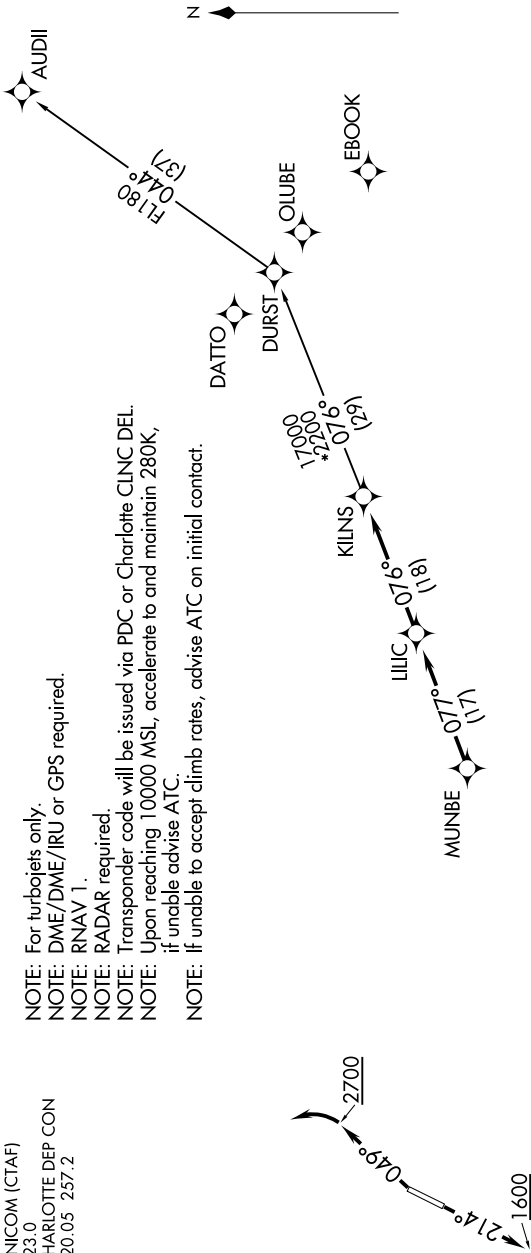 NICOM (CTAF)
23.0
HARLOTTE DEP CON
20.05 257.2
NOTE: For turbojets only.
NOTE: DME/DME/IRU or GPS required.
NOTE: RNAV 1.
NOTE: RADAR required.
NOTE: Transponder code will be issued via PDC or Charlotte CLNC DEL.
NOTE: Upon reaching 10000 MSL, accelerate to and maintain 280K,
if unable advise ATC.
NOTE: If unable to accept climb rates, advise ATC on initial contact.
N
AUDII
FL180
044°
(37)
EBOOK
OLUBE
DURST
DATTO
17000
*2200
076°
(29)
KILNS
076°
(18)
LILIC
077°
(17)
MUNBE
2700
049°
214°
1600